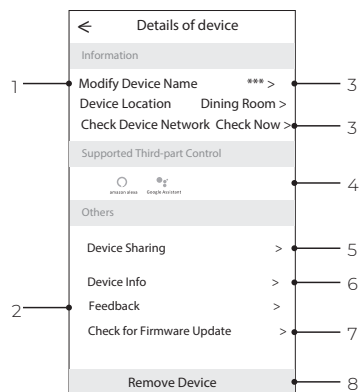 ← Details of device
Information
1 Modify Device Name *** > 3
Device Location Dining Room >
Check Device Network Check Now > 3
Supported Third-part Control
amazon alexa Google Assistant 4
Others
Device Sharing > 5
Device Info > 6
2 Feedback >
Check for Firmware Update > 7
Remove Device 8